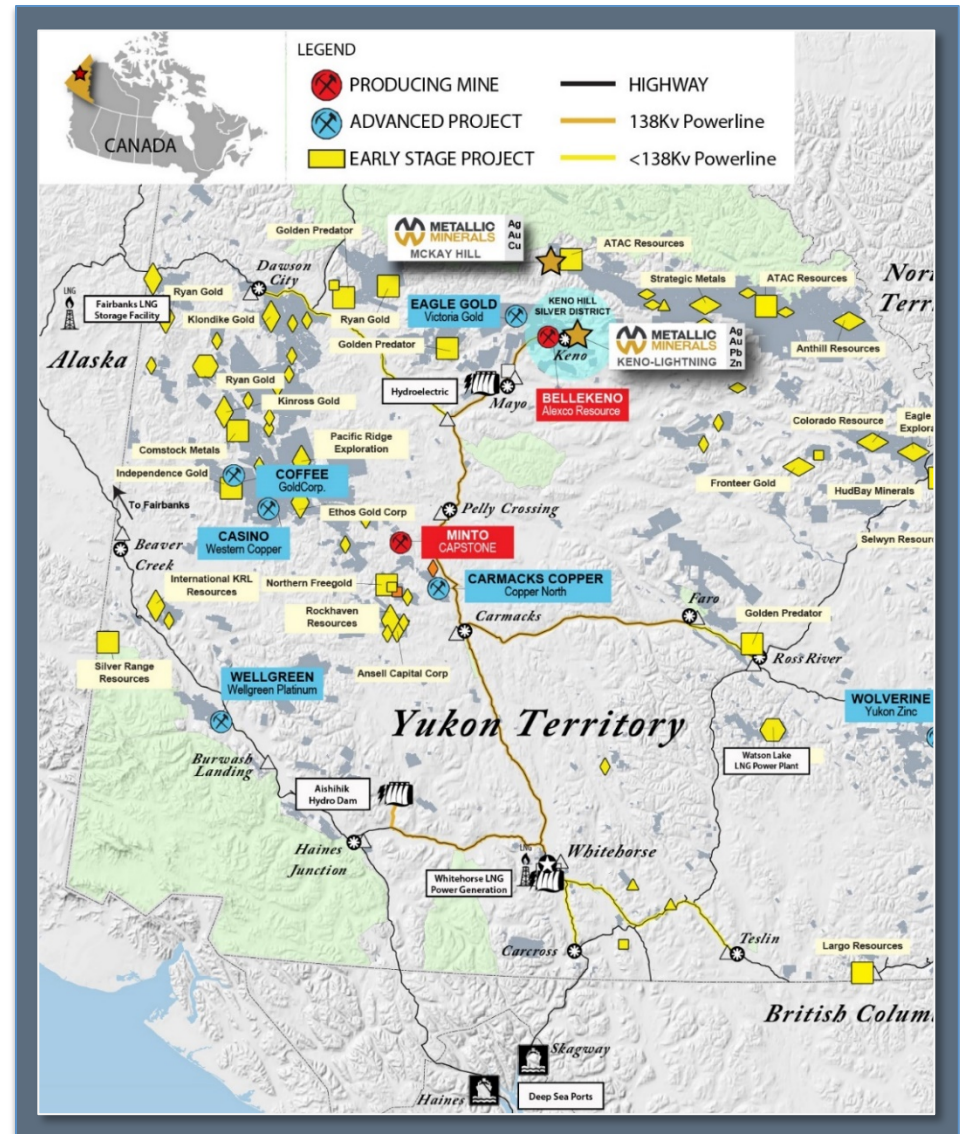 LEGEND
PRODUCING MINE
HIGHWAY
ADVANCED PROJECT
138Kv Powerline
EARLY STAGE PROJECT
<138Kv Powerline
CANADA
Golden Predator
METALLIC
MINERALS
MCKAY HILL
Ag
Au
Cu
ATAC Resources
Dawson
City
Ryan Gold
LNG
Fairbanks LNG
Storage Facility
Klondike Gold
Ryan Gold
EAGLE GOLD
Victoria Gold
KENO HILL
SILVER DISTRICT
Strategic Metals
ATAC Resources
Nor
Terr
Golden Predator
Keno
METALLIC
MINERALS
KENO-LIGHTNING
Ag
Au
Pb
Zn
Anthill Resources
Alaska
Ryan Gold
Hydroelectric
Mayo
BELLEKENO
Alexco Resource
Kinross Gold
Colorado Resource
Eagle
Explora
Comstock Metals
Pacific Ridge
Exploration
Independence Gold
COFFEE
GoldCorp.
Fronteer Gold
HudBay Minerals
To Fairbanks
Ethos Gold Corp
Pelly Crossing
CASINO
Western Copper
MINTO
CAPSTONE
Selwyn Resour
Beaver
Creek
International KRL
Resources
Northern Freegold
CARMACKS COPPER
Copper North
Faro
Rockhaven
Resources
Carmacks
Golden Predator
Ross River
Silver Range
Resources
Ansell Capital Corp
WELLGREEN
Wellgreen Platinum
WOLVERINE
Yukon Zinc
Yukon Territory
Watson Lake
LNG Power Plant
Burwash
Landing
Aishihik
Hydro Dam
Haines
Junction
LNG
Whitehorse
Whitehorse LNG
Power Generation
Carcross
Teslin
Largo Resources
British Colum
Skagway
Haines
Deep Sea Ports